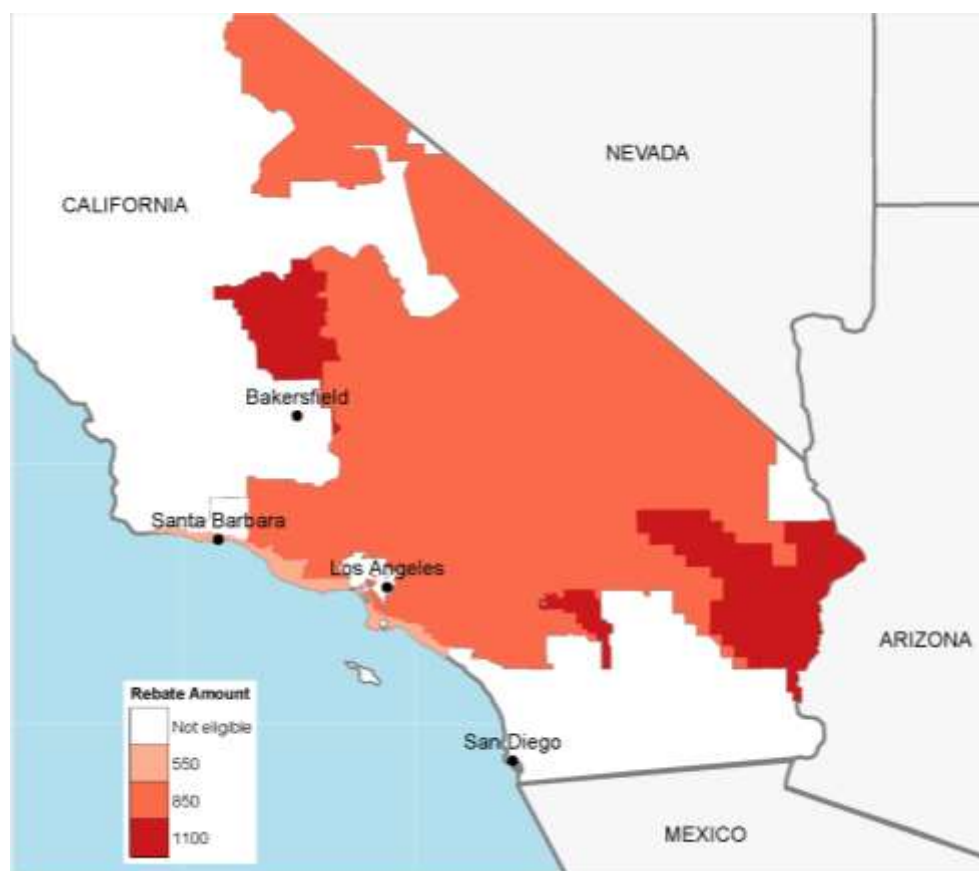 NEVADA
CALIFORNIA
Bakersfield
Santa Barbara
Los Angeles
ARIZONA
Rebate Amount
Not eligible
550
850
1100
San Diego
MEXICO